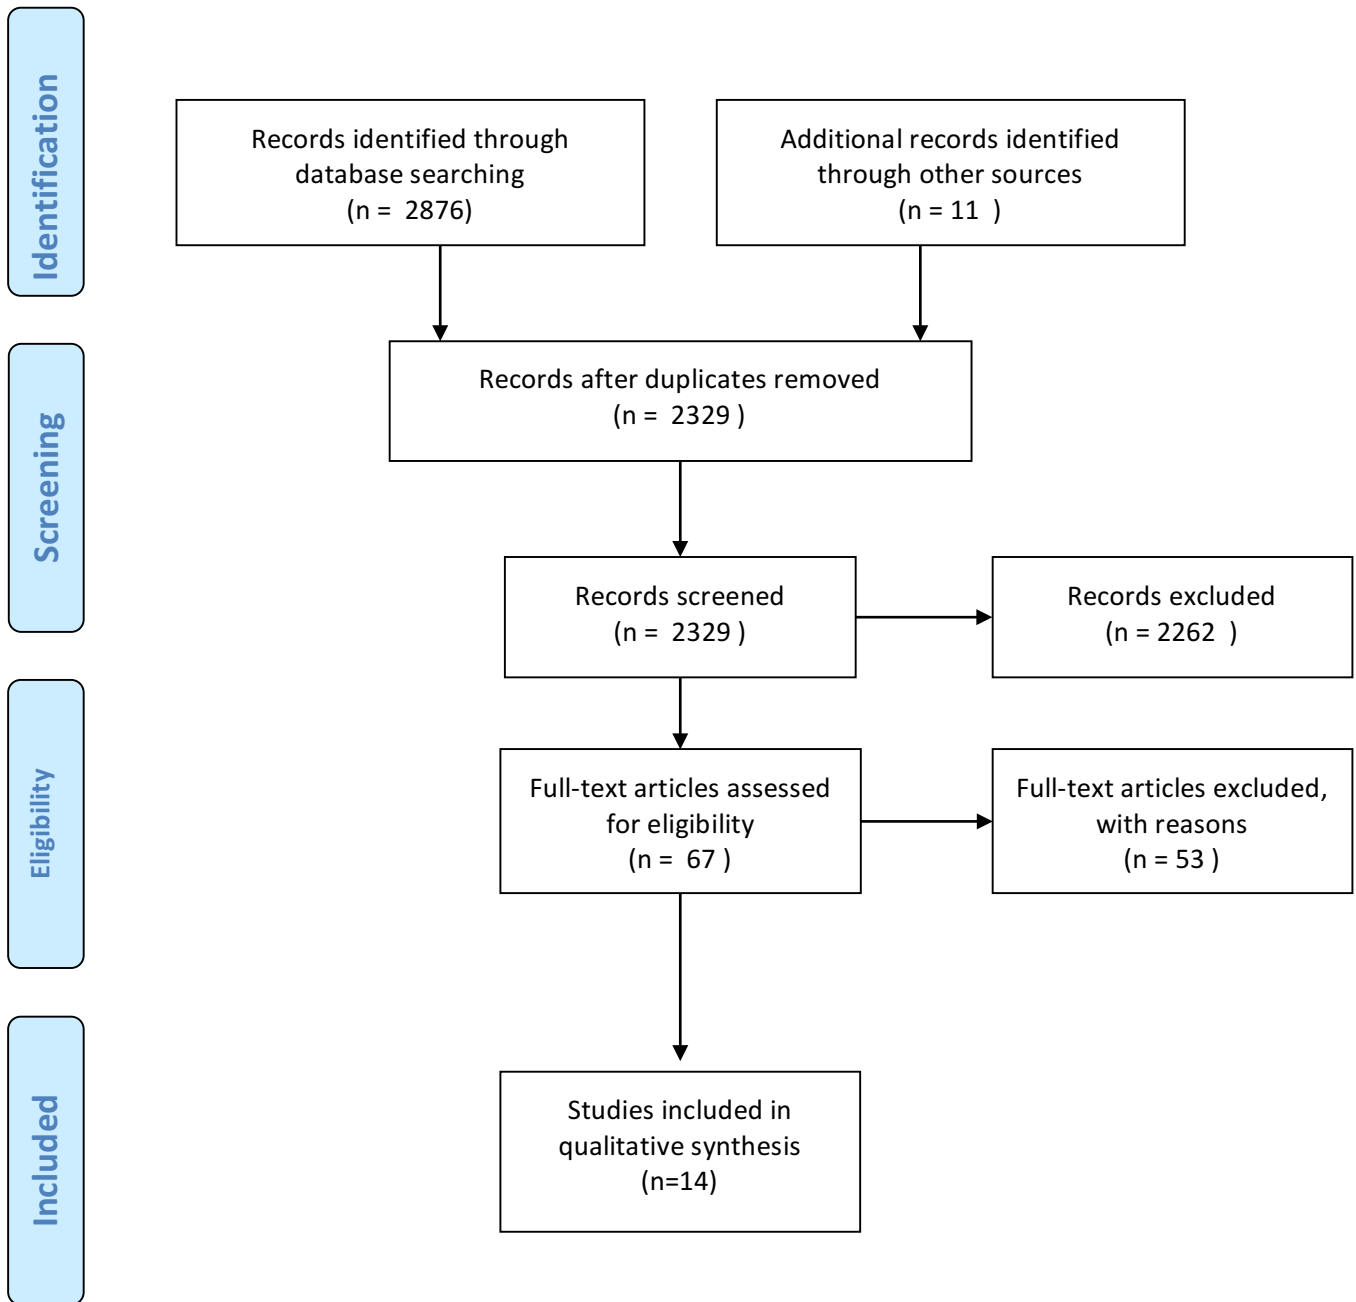 Identification
Records identified through
database searching
(n =  2876)
Additional records identified
through other sources
(n = 11  )
Records after duplicates removed
(n =  2329 )
Screening
Records screened
(n =  2329 )
Records excluded
(n = 2262  )
Eligibility
Full-text articles assessed
for eligibility
(n =  67 )
Full-text articles excluded,
with reasons
(n = 53 )
Included
Studies included in
qualitative synthesis
(n=14)